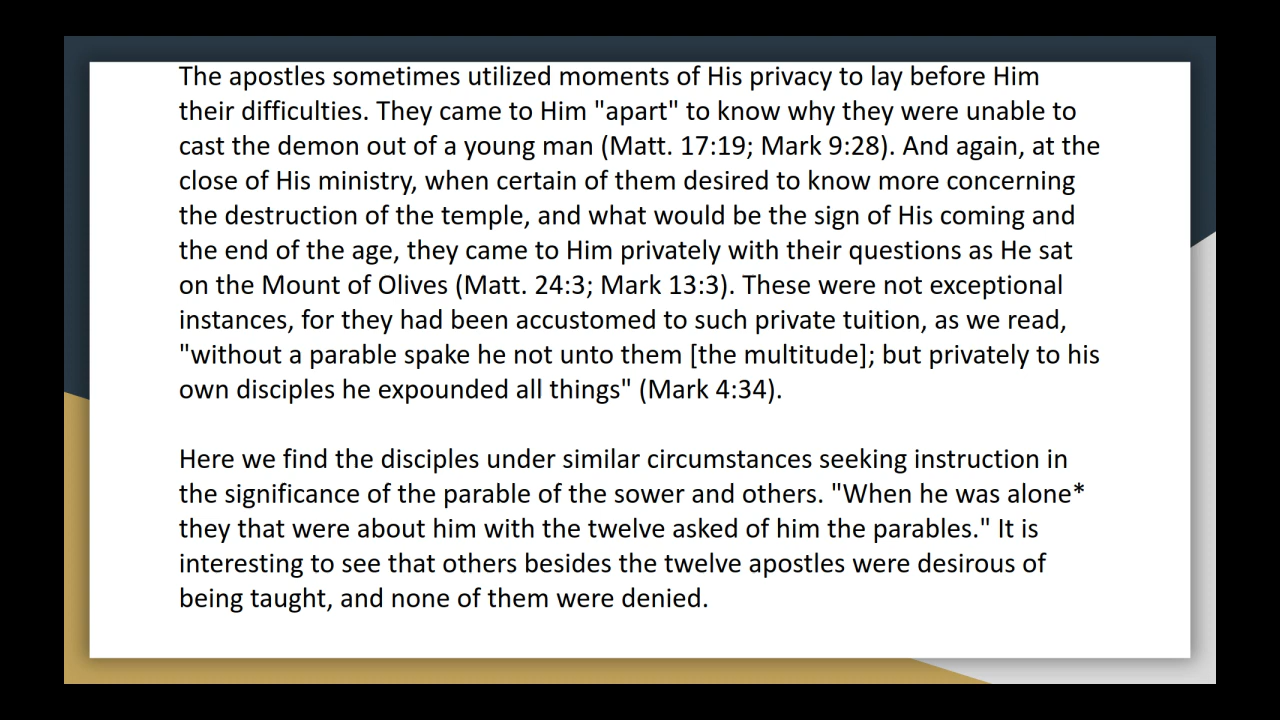 The apostles sometimes utilized moments of His privacy to lay before Him
their difficulties. They came to Him "apart" to know why they were unable to
cast the demon out of a young man (Matt. 17:19; Mark 9:28). And again, at the
close of His ministry, when certain of them desired to know more concerning
the destruction of the temple, and what would be the sign of His coming and
the end of the age, they came to Him privately with their questions as He sat
on the Mount of Olives (Matt. 24:3; Mark 13:3). These were not exceptional
instances, for they had been accustomed to such private tuition, as we read,
"without a parable spake he not unto them [the multitude]; but privately to his
own disciples he expounded all things" (Mark 4:34).
Here we find the disciples under similar circumstances seeking instruction in
the significance of the parable of the sower and others. "When he was alone*
they that were about him with the twelve asked of him the parables." It is
interesting to see that others besides the twelve apostles were desirous of
being taught, and none of them were denied.